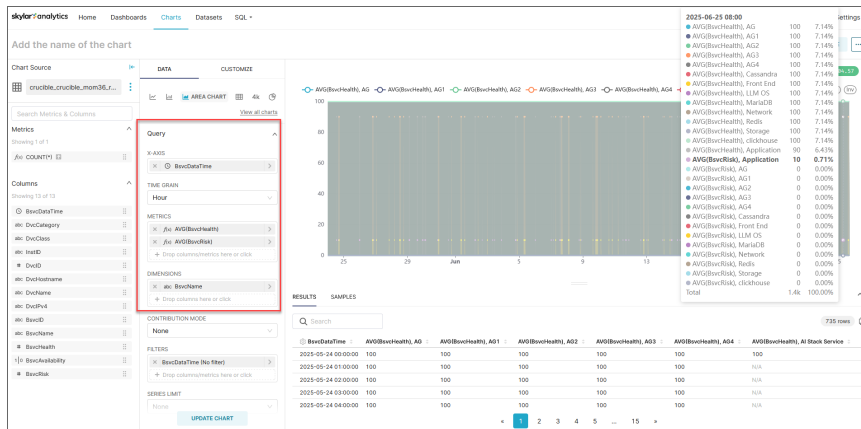 skylar analytics Home Dashboards Charts Datasets SQL
Settings
Add the name of the chart
Chart Source
crucible_crucible_mom36_r...
Search Metrics & Columns
Metrics
Showing 1 of 1
f(x) COUNT(*)
Columns
Showing 13 of 13
BsvcDataTime
abc DvcCategory
abc DvcClass
abc InstID
# DvcID
abc DvcHostname
abc DvcName
abc DvcIPv4
abc BsvcID
abc BsvcName
# BsvcHealth
BsvcAvailability
# BsvcRisk
DATA CUSTOMIZE
AREA CHART 4k
View all charts
Query
X-AXIS
× BsvcDataTime
TIME GRAIN
Hour
METRICS
× f(x) AVG(BsvcHealth)
× f(x) AVG(BsvcRisk)
+ Drop columns/metrics here or click
DIMENSIONS
× abc BsvcName
+ Drop columns here or click
CONTRIBUTION MODE
None
FILTERS
× BsvcDataTime (No filter)
+ Drop columns/metrics here or click
SERIES LIMIT
None
UPDATE CHART
AVG(BsvcHealth), AG AVG(BsvcHealth), AG1 AVG(BsvcHealth), AG2 AVG(BsvcHealth), AG3 AVG(BsvcHealth), AG4
Inv
100
80
60
40
20
0
25 29 Jun 5 9 13
2025-06-25 08:00
AVG(BsvcHealth), AG 100 7.14%
AVG(BsvcHealth), AG1 100 7.14%
AVG(BsvcHealth), AG2 100 7.14%
AVG(BsvcHealth), AG3 100 7.14%
AVG(BsvcHealth), AG4 100 7.14%
AVG(BsvcHealth), Cassandra 100 7.14%
AVG(BsvcHealth), Front End 100 7.14%
AVG(BsvcHealth), LLM OS 100 7.14%
AVG(BsvcHealth), MariaDB 100 7.14%
AVG(BsvcHealth), Network 100 7.14%
AVG(BsvcHealth), Redis 100 7.14%
AVG(BsvcHealth), Storage 100 7.14%
AVG(BsvcHealth), clickhouse 100 7.14%
AVG(BsvcHealth), Application 90 6.43%
AVG(BsvcRisk), Application 10 0.71%
AVG(BsvcRisk), AG 0 0.00%
AVG(BsvcRisk), AG1 0 0.00%
AVG(BsvcRisk), AG2 0 0.00%
AVG(BsvcRisk), AG3 0 0.00%
AVG(BsvcRisk), AG4 0 0.00%
AVG(BsvcRisk), Cassandra 0 0.00%
AVG(BsvcRisk), Front End 0 0.00%
AVG(BsvcRisk), LLM OS 0 0.00%
AVG(BsvcRisk), MariaDB 0 0.00%
AVG(BsvcRisk), Network 0 0.00%
AVG(BsvcRisk), Redis 0 0.00%
AVG(BsvcRisk), Storage 0 0.00%
AVG(BsvcRisk), clickhouse 0 0.00%
Total 1.4k 100.00%
RESULTS SAMPLES
Search
735 rows
BsvcDataTime AVG(BsvcHealth), AG AVG(BsvcHealth), AG1 AVG(BsvcHealth), AG2 AVG(BsvcHealth), AG3 AVG(BsvcHealth), AG4 AVG(BsvcHealth), AI Stack Service
2025-05-24 00:00:00 100 100 100 100 100 100
2025-05-24 01:00:00 100 100 100 100 100 N/A
2025-05-24 02:00:00 100 100 100 100 100 N/A
2025-05-24 03:00:00 100 100 100 100 100 N/A
2025-05-24 04:00:00 100 100 100 100 100 N/A
« 1 2 3 4 5 ... 15 »